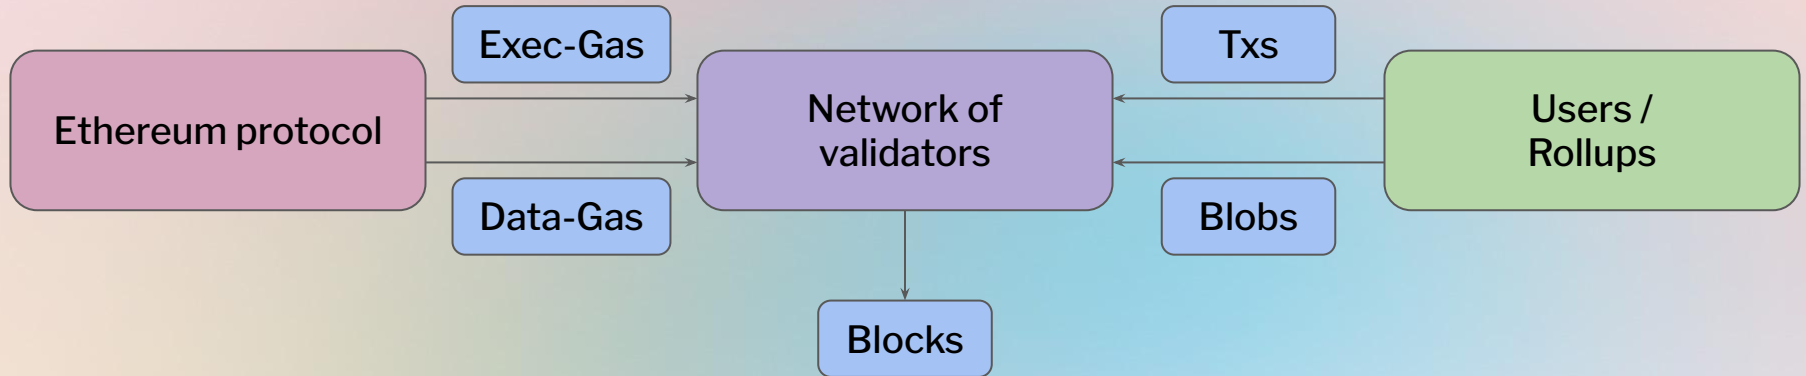 Exec-Gas
Txs
Ethereum protocol
Network of
validators
Users /
Rollups
Data-Gas
Blobs
Blocks